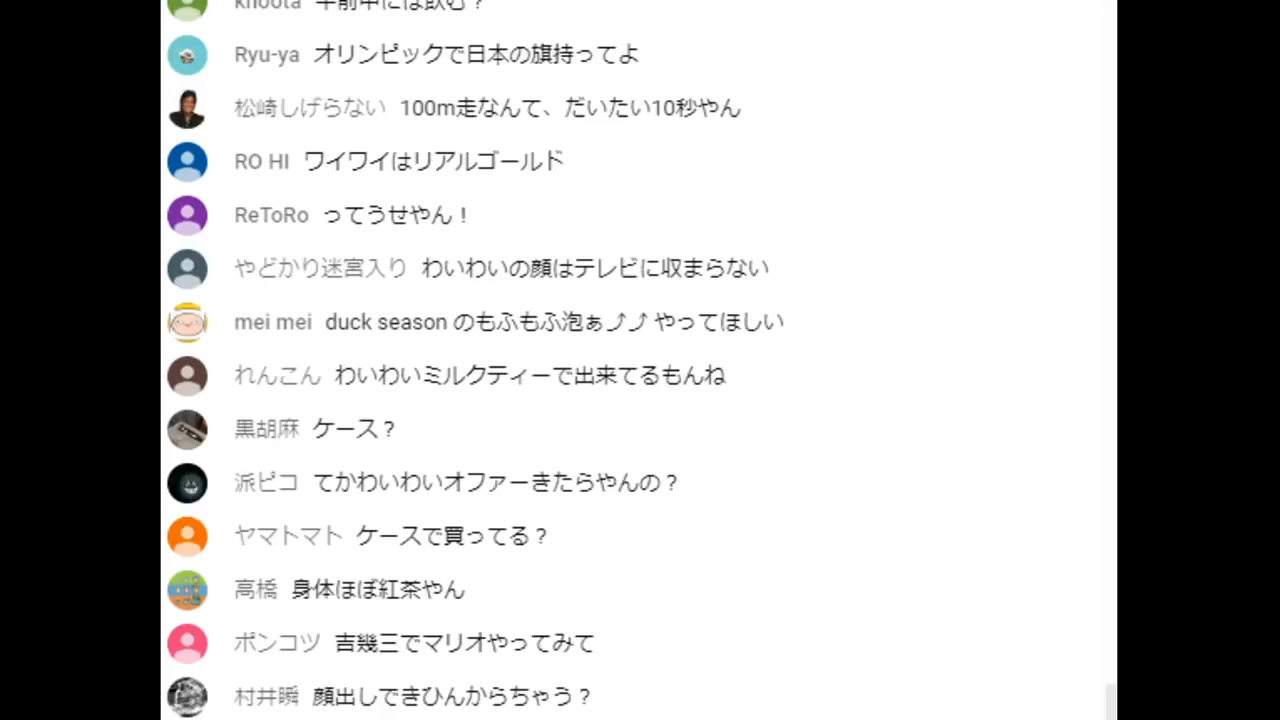 khoota 午前中には飲む？
Ryu-ya オリンピックで日本の旗持ってよ
松崎しげらない 100m走なんて、だいたい10秒やん
RO HI ワイワイはリアルゴールド
ReToRo ってうせやん！
やどかり迷宮入り わいわいの顔はテレビに収まらない
mei mei duck season のもふもふ泡ぁ⤴⤴ やってほしい
れんこん わいわいミルクティーで出来てるもんね
黒胡麻 ケース？
派ピコ てかわいわいオファーきたらやんの？
ヤマトマト ケースで買ってる？
高橋 身体ほぼ紅茶やん
ポンコツ 吉幾三でマリオやってみて
村井瞬 顔出しできひんからちゃう？